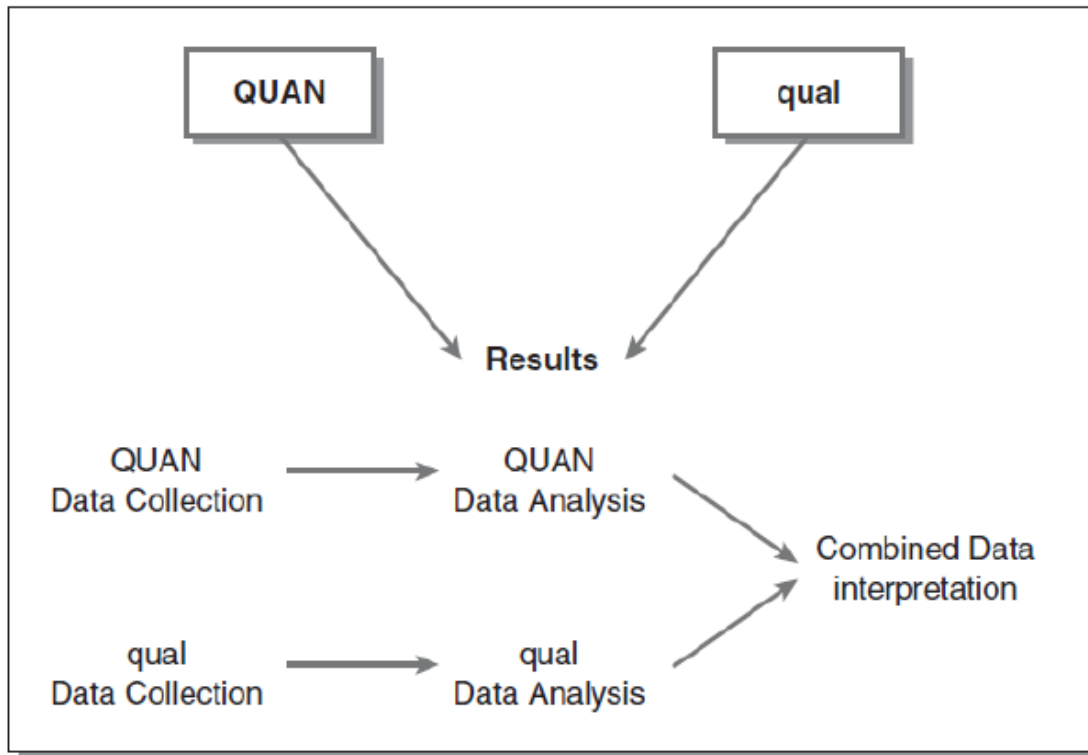 QUAN
qual
Results
QUAN
Data Collection
QUAN
Data Analysis
Combined Data
interpretation
qual
Data Collection
qual
Data Analysis